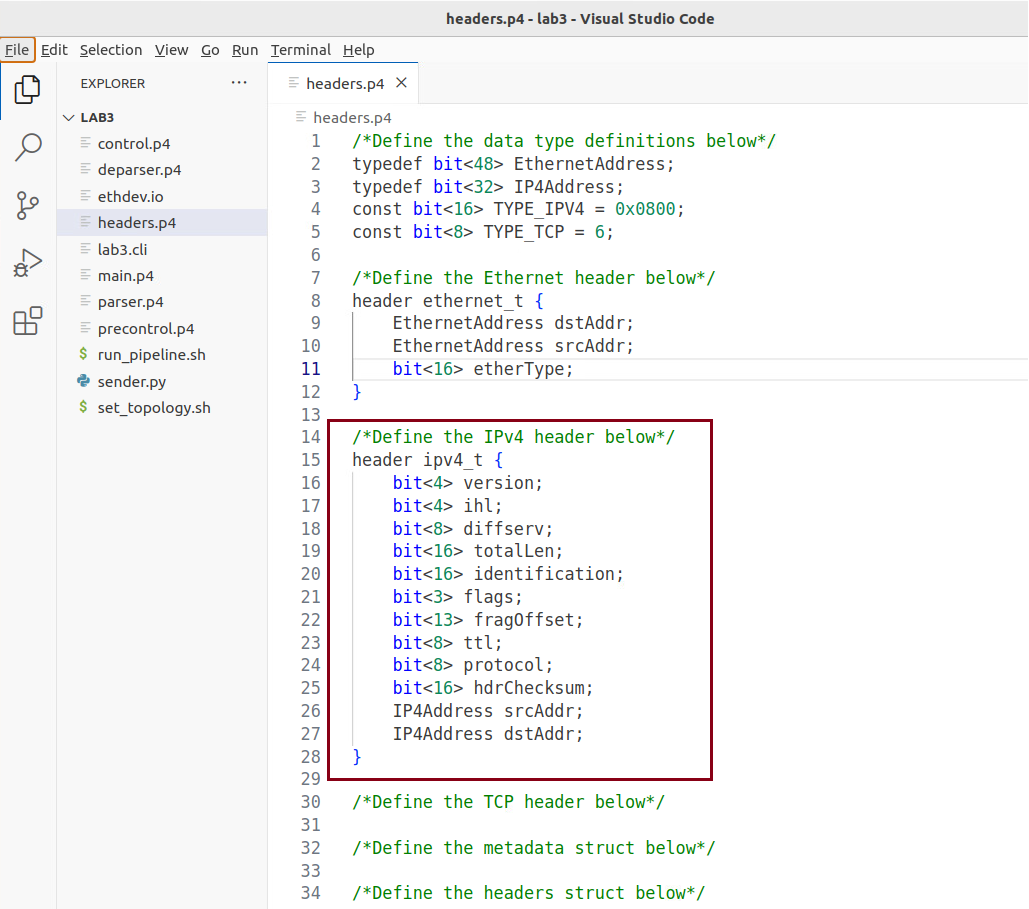 headers.p4 - lab3 - Visual Studio Code
File Edit Selection View Go Run Terminal Help
EXPLORER ···
LAB3
control.p4
deparser.p4
ethdev.io
headers.p4
lab3.cli
main.p4
parser.p4
precontrol.p4
$ run_pipeline.sh
sender.py
$ set_topology.sh
headers.p4 ×
headers.p4
1 /*Define the data type definitions below*/
2 typedef bit<48> EthernetAddress;
3 typedef bit<32> IP4Address;
4 const bit<16> TYPE_IPV4 = 0x0800;
5 const bit<8> TYPE_TCP = 6;
6
7 /*Define the Ethernet header below*/
8 header ethernet_t {
9 EthernetAddress dstAddr;
10 EthernetAddress srcAddr;
11 bit<16> etherType;
12 }
13
14 /*Define the IPv4 header below*/
15 header ipv4_t {
16 bit<4> version;
17 bit<4> ihl;
18 bit<8> diffserv;
19 bit<16> totalLen;
20 bit<16> identification;
21 bit<3> flags;
22 bit<13> fragOffset;
23 bit<8> ttl;
24 bit<8> protocol;
25 bit<16> hdrChecksum;
26 IP4Address srcAddr;
27 IP4Address dstAddr;
28 }
29
30 /*Define the TCP header below*/
31
32 /*Define the metadata struct below*/
33
34 /*Define the headers struct below*/